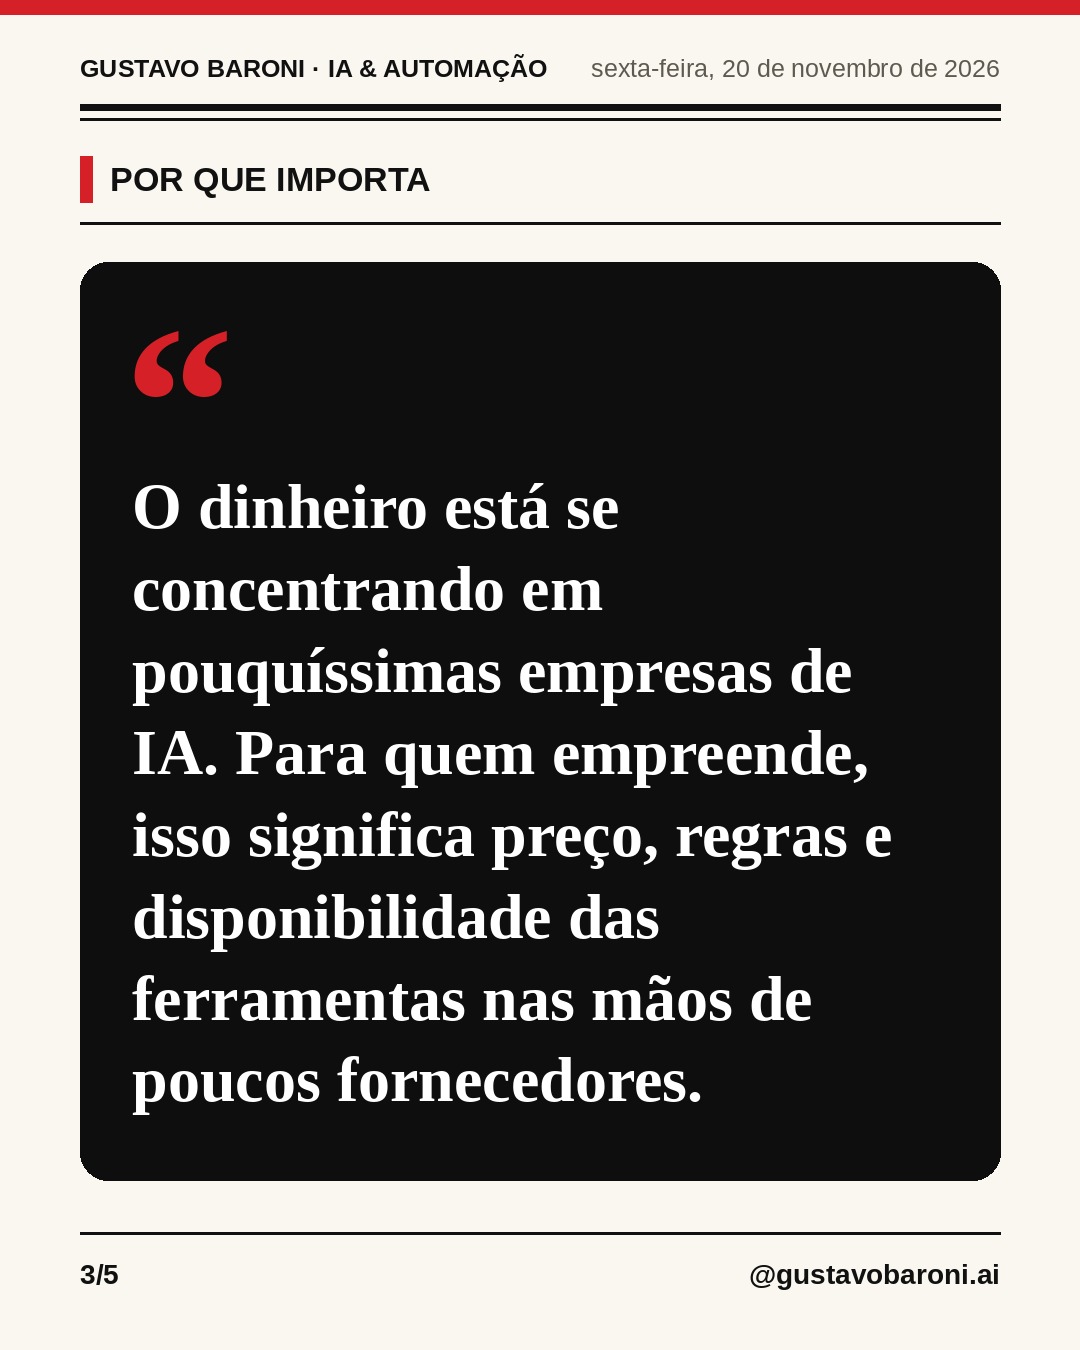 GUSTAVO BARONI · IA & AUTOMAÇÃO sexta-feira, 20 de novembro de 2026
POR QUE IMPORTA
“
O dinheiro está se
concentrando em
pouquíssimas empresas de
IA. Para quem empreende,
isso significa preço, regras e
disponibilidade das
ferramentas nas mãos de
poucos fornecedores.
3/5 @gustavobaroni.ai